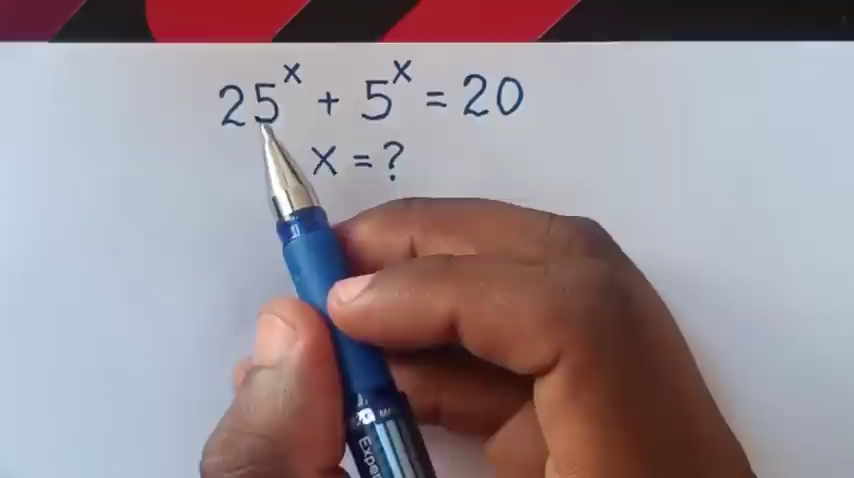 25^x + 5^x = 20
x = ?